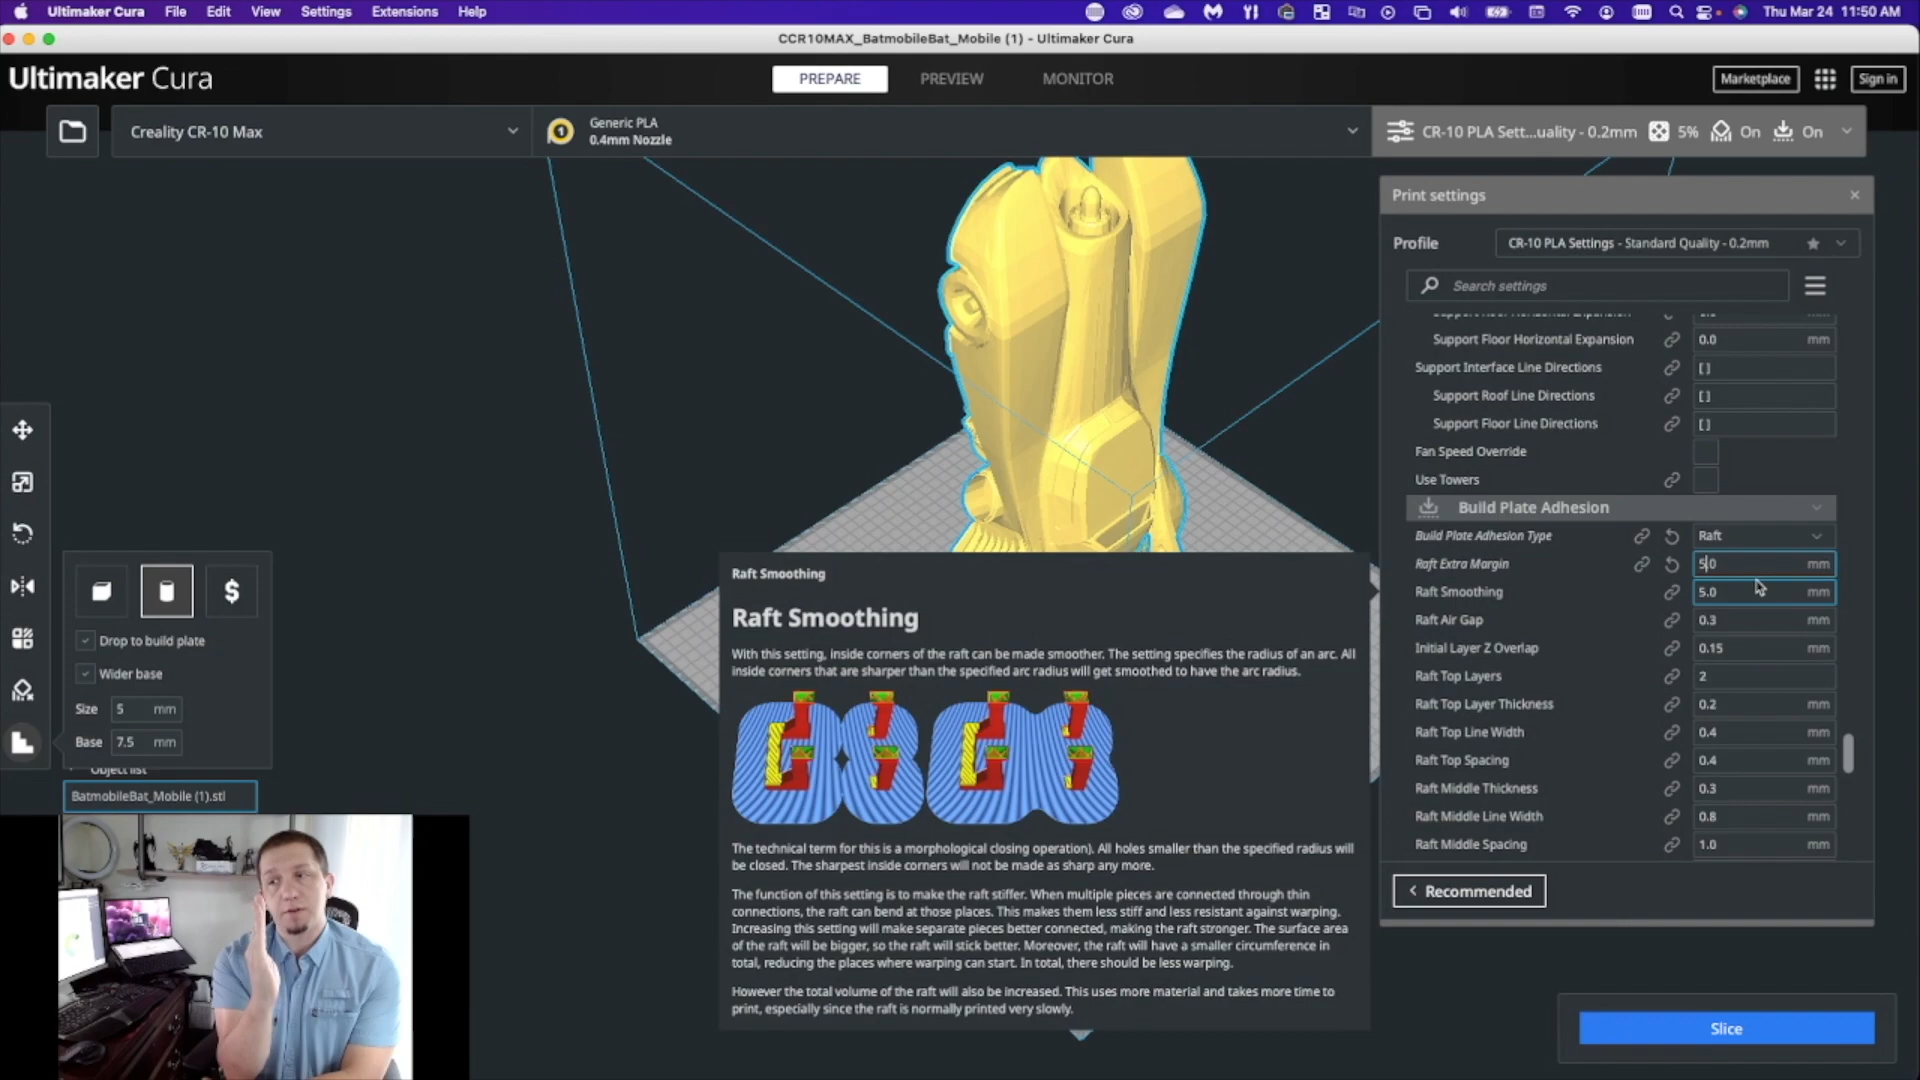 Ultimaker Cura File Edit View Settings Extensions Help Thu Mar 24 11:50 AM
CCR10MAX_BatmobileBat_Mobile (1) - Ultimaker Cura
Ultimaker Cura PREPARE PREVIEW MONITOR Marketplace Sign in
Creality CR-10 Max
1 Generic PLA
0.4mm Nozzle
CR-10 PLA Sett...uality - 0.2mm 5% On On
Print settings
Profile CR-10 PLA Settings - Standard Quality - 0.2mm
Search settings
Support Floor Horizontal Expansion 0.0 mm
Support Interface Line Directions [ ]
Support Roof Line Directions [ ]
Support Floor Line Directions [ ]
Fan Speed Override
Use Towers
Build Plate Adhesion
Build Plate Adhesion Type Raft
Raft Extra Margin 5.0 mm
Raft Smoothing 5.0 mm
Raft Air Gap 0.3 mm
Initial Layer Z Overlap 0.15 mm
Raft Top Layers 2
Raft Top Layer Thickness 0.2 mm
Raft Top Line Width 0.4 mm
Raft Top Spacing 0.4 mm
Raft Middle Thickness 0.3 mm
Raft Middle Line Width 0.8 mm
Raft Middle Spacing 1.0 mm
Recommended
Slice
$
Drop to build plate
Wider base
Size 5 mm
Base 7.5 mm
Object list
BatmobileBat_Mobile (1).stl
Raft Smoothing
Raft Smoothing
With this setting, inside corners of the raft can be made smoother. The setting specifies the radius of an arc. All
inside corners that are sharper than the specified arc radius will get smoothed to have the arc radius.
The technical term for this is a morphological closing operation). All holes smaller than the specified radius will
be closed. The sharpest inside corners will not be made as sharp any more.
The function of this setting is to make the raft stiffer. When multiple pieces are connected through thin
connections, the raft can bend at those places. This makes them less stiff and less resistant against warping.
Increasing this setting will make separate pieces better connected, making the raft stronger. The surface area
of the raft will be bigger, so the raft will stick better. Moreover, the raft will have a smaller circumference in
total, reducing the places where warping can start. In total, there should be less warping.
However the total volume of the raft will also be increased. This uses more material and takes more time to
print, especially since the raft is normally printed very slowly.